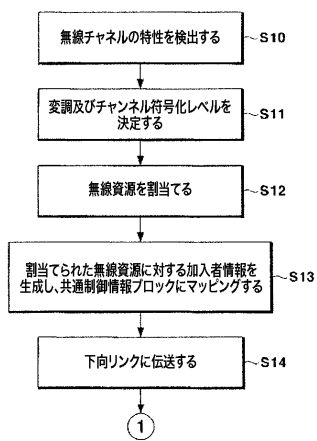 無線チャネルの特性を検出する
S10
変調及びチャンネル符号化レベルを
決定する
S11
無線資源を割当てる
S12
割当てられた無線資源に対する加入者情報を
生成し、共通制御情報ブロックにマッピングする
S13
下向リンクに伝送する
S14
1